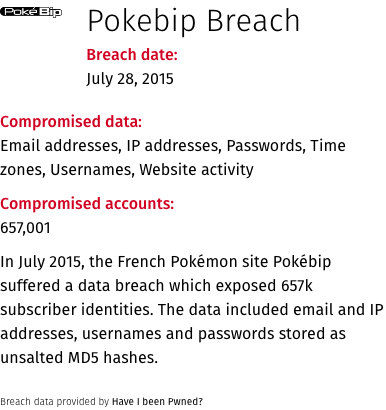 Poké Bip
Pokebip Breach
Breach date:
July 28, 2015
Compromised data:
Email addresses, IP addresses, Passwords, Time
zones, Usernames, Website activity
Compromised accounts:
657,001
In July 2015, the French Pokémon site Pokébip
suffered a data breach which exposed 657k
subscriber identities. The data included email and IP
addresses, usernames and passwords stored as
unsalted MD5 hashes.
Breach data provided by Have I been Pwned?